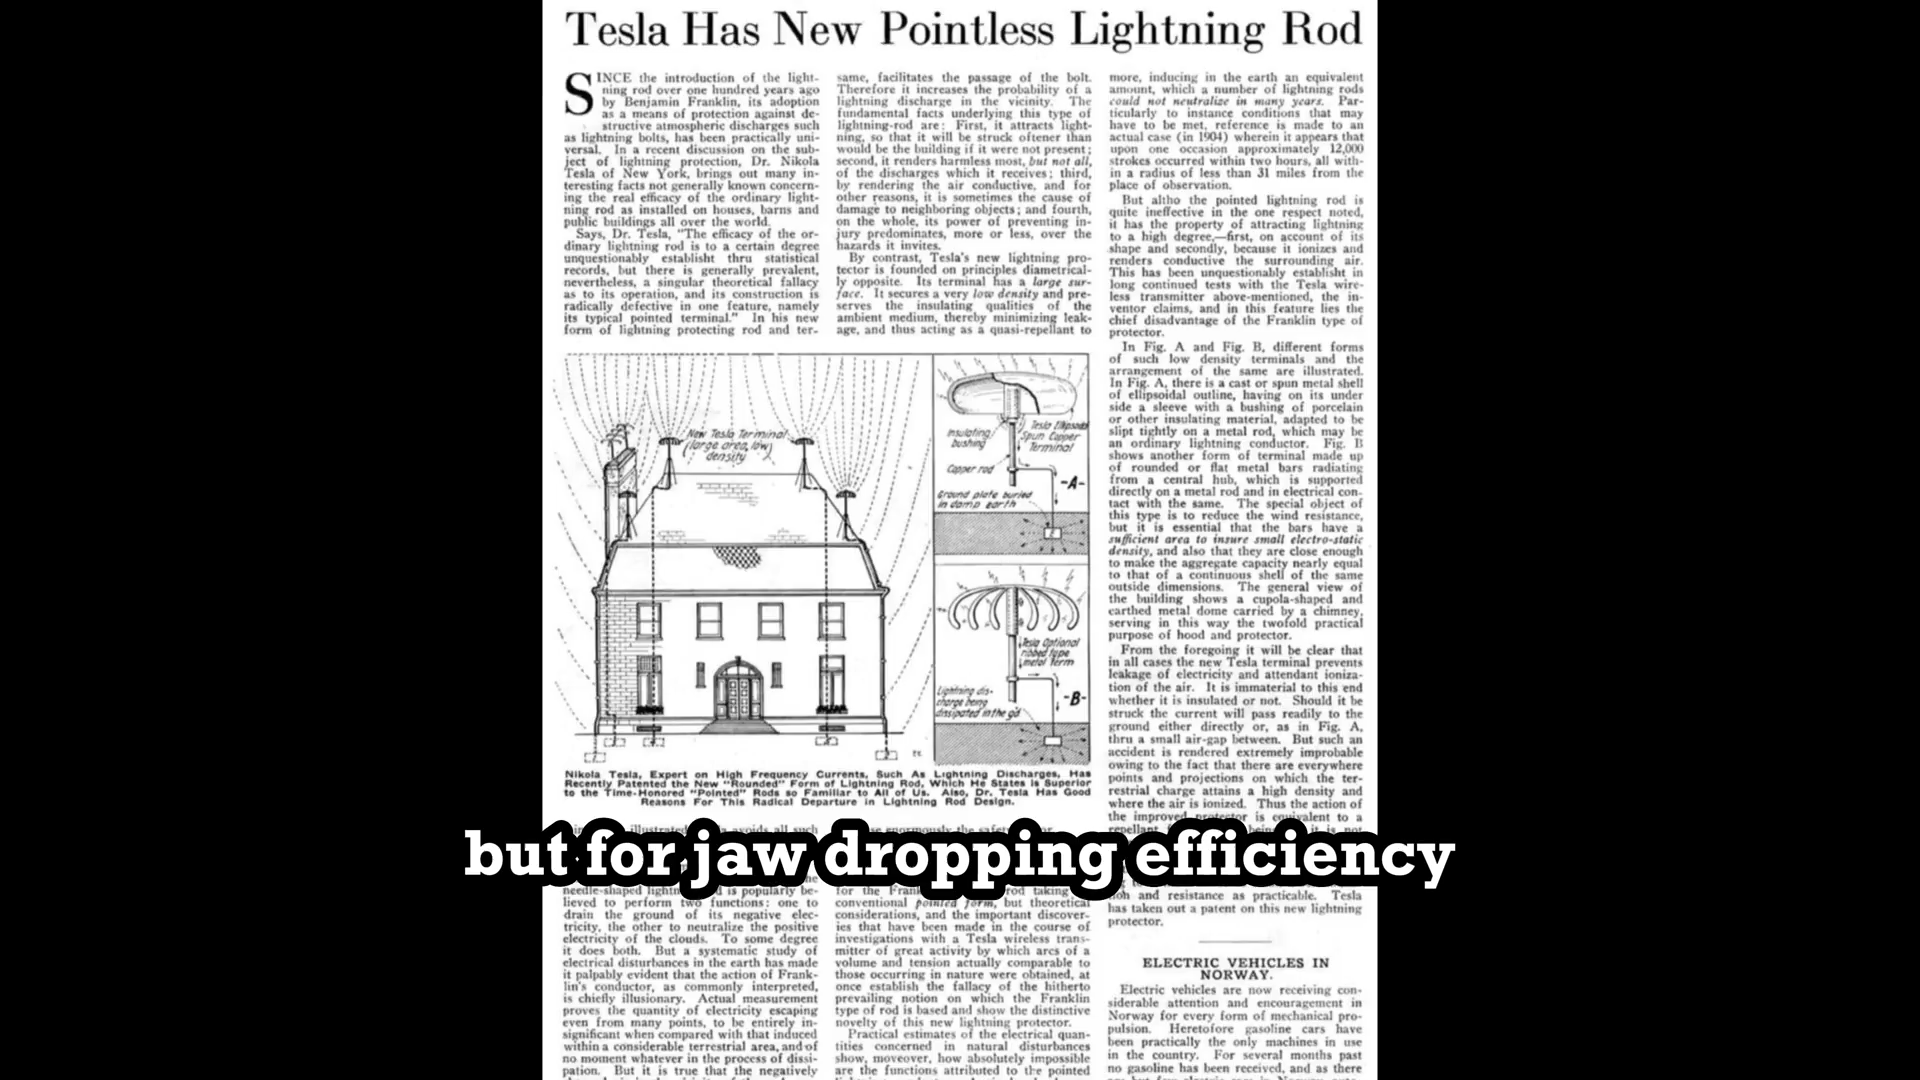 Tesla Has New Pointless Lightning Rod
SINCE the introduction of the light-
ning rod over one hundred years ago
by Benjamin Franklin, its adoption
as a means of protection against de-
structive atmospheric discharges such
as lightning bolts, has been practically uni-
versal. In a recent discussion on the sub-
ject of lightning protection, Dr. Nikola
Tesla of New York, brings out many in-
teresting facts not generally known concern-
ing the real efficacy of the ordinary light-
ning rod as installed on houses, barns and
public buildings all over the world.
Says, Dr. Tesla, "The efficacy of the or-
dinary lightning rod is to a certain degree
unquestionably establisht thru statistical
records, but there is generally prevalent,
nevertheless, a singular theoretical fallacy
as to its operation, and its construction is
radically defective in one feature, namely
its typical pointed terminal." In his new
form of lightning protecting rod and ter-
same, facilitates the passage of the bolt.
Therefore it increases the probability of a
lightning discharge in the vicinity. The
fundamental facts underlying this type of
lightning-rod are: First, it attracts light-
ning, so that it will be struck oftener than
would be the building if it were not present;
second, it renders harmless most, but not all,
of the discharges which it receives; third,
by rendering the air conductive, and for
other reasons, it is sometimes the cause of
damage to neighboring objects; and fourth,
on the whole, its power of preventing in-
jury predominates, more or less, over the
hazards it invites.
By contrast, Tesla's new lightning pro-
tector is founded on principles diametrical-
ly opposite. Its terminal has a large sur-
face. It secures a very low density and pre-
serves the insulating qualities of the
ambient medium, thereby minimizing leak-
age, and thus acting as a quasi-repellant to
New Tesla Terminal
(large area, low
density)
Insulating
bushing
Tesla Ellipsoid
Spun Copper
Terminal
Copper rod
-A-
Ground plate buried
in damp earth
Tesla Optional
ribbed type
metal term
Lightning dis-
charge being
dissipated in the g'd
-B-
Nikola Tesla, Expert on High Frequency Currents, Such As Lightning Discharges, Has
Recently Patented the New "Rounded" Form of Lightning Rod, Which He States is Superior
to the Time-Honored "Pointed" Rods so Familiar to All of Us. Also, Dr. Tesla Has Good
Reasons For This Radical Departure in Lightning Rod Design.
but for jaw dropping efficiency
needle-shaped is popularly be-
lieved to perform two functions: one to
drain the ground of its negative elec-
tricity, the other to neutralize the positive
electricity of the clouds. To some degree
it does both. But a systematic study of
electrical disturbances in the earth has made
it palpably evident that the action of Frank-
lin's conductor, as commonly interpreted,
is chiefly illusionary. Actual measurement
proves the quantity of electricity escaping
even from many points, to be entirely in-
significant when compared with that induced
within a considerable terrestrial area, and of
no moment whatever in the process of dissi-
pation. But it is true that the negatively
for the rod taking
conventional pointed form, but theoretical
considerations, and the important discover-
ies that have been made in the course of
investigations with a Tesla wireless trans-
mitter of great activity by which arcs of a
volume and tension actually comparable to
those occurring in nature were obtained, at
once establish the fallacy of the hitherto
prevailing notion on which the Franklin
type of rod is based and show the distinctive
novelty of this new lightning protector.
Practical estimates of the electrical quan-
tities concerned in natural disturbances
show, moveover, how absolutely impossible
are the functions attributed to the pointed
more, inducing in the earth an equivalent
amount, which a number of lightning rods
could not neutralize in many years. Par-
ticularly to instance conditions that may
have to be met, reference is made to an
actual case (in 1904) wherein it appears that
upon one occasion approximately 12,000
strokes occurred within two hours, all with-
in a radius of less than 31 miles from the
place of observation.
But altho the pointed lightning rod is
quite ineffective in the one respect noted,
it has the property of attracting lightning
to a high degree,—first, on account of its
shape and secondly, because it ionizes and
renders conductive the surrounding air.
This has been unquestionably establisht in
long continued tests with the Tesla wire-
less transmitter above-mentioned, the in-
ventor claims, and in this feature lies the
chief disadvantage of the Franklin type of
protector.
In Fig. A and Fig. B, different forms
of such low density terminals and the
arrangement of the same are illustrated.
In Fig. A, there is a cast or spun metal shell
of ellipsoidal outline, having on its under
side a sleeve with a bushing of porcelain
or other insulating material, adapted to be
slipt tightly on a metal rod, which may be
an ordinary lightning conductor. Fig. B
shows another form of terminal made up
of rounded or flat metal bars radiating
from a central hub, which is supported
directly on a metal rod and in electrical con-
tact with the same. The special object of
this type is to reduce the wind resistance,
but it is essential that the bars have a
sufficient area to insure small electro-static
density, and also that they are close enough
to make the aggregate capacity nearly equal
to that of a continuous shell of the same
outside dimensions. The general view of
the building shows a cupola-shaped and
earthed metal dome carried by a chimney,
serving in this way the twofold practical
purpose of hood and protector.
From the foregoing it will be clear that
in all cases the new Tesla terminal prevents
leakage of electricity and attendant ioniza-
tion of the air. It is immaterial to this end
whether it is insulated or not. Should it be
struck the current will pass readily to the
ground either directly or, as in Fig. A,
thru a small air-gap between. But such an
accident is rendered extremely improbable
owing to the fact that there are everywhere
points and projections on which the ter-
restrial charge attains a high density and
where the air is ionized. Thus the action of
the improved protector is equivalent to a
and resistance as practicable. Tesla
has taken out a patent on this new lightning
protector.
ELECTRIC VEHICLES IN
NORWAY.
Electric vehicles are now receiving con-
siderable attention and encouragement in
Norway for every form of mechanical pro-
pulsion. Heretofore gasoline cars have
been practically the only machines in use
in the country. For several months past
no gasoline has been received, and as there